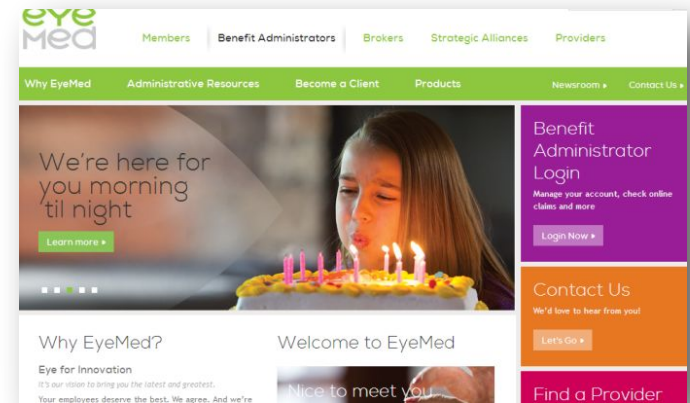 eye
Med
Members
Benefit Administrators
Brokers
Strategic Alliances
Providers
Why EyeMed
Administrative Resources
Become a Client
Products
Newsroom
Contact Us
We're here for
you morning
'til night
Learn more
Benefit
Administrator
Login
Manage your account, check online
claims and more
Login Now
Contact Us
We'd love to hear from you!
Let's Go
Find a Provider
Why EyeMed?
Eye for Innovation
It's our vision to bring you the latest and greatest.
Your employees deserve the best. We agree. And we're
Welcome to EyeMed
Nice to meet you